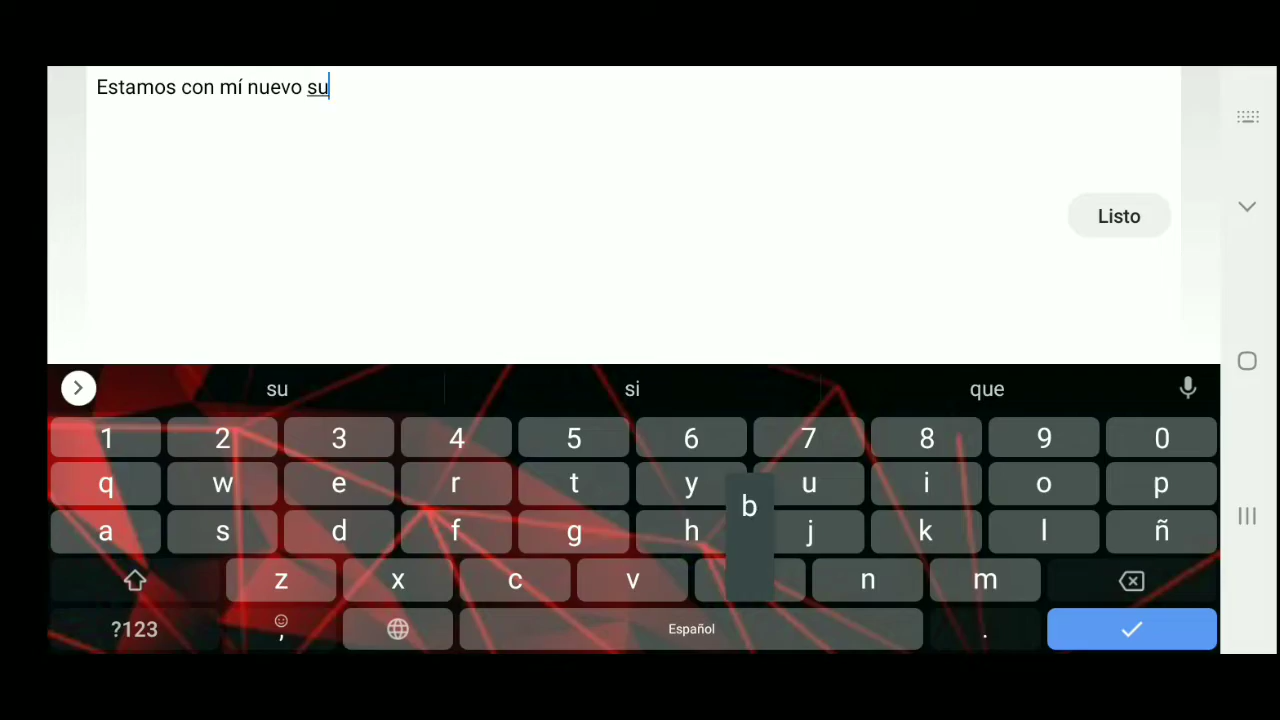 Estamos con mí nuevo su
Listo
su si que
1 2 3 4 5 6 7 8 9 0
q w e r t y u i o p
b
a s d f g h j k l ñ
z x c v n m
?123 , Español .